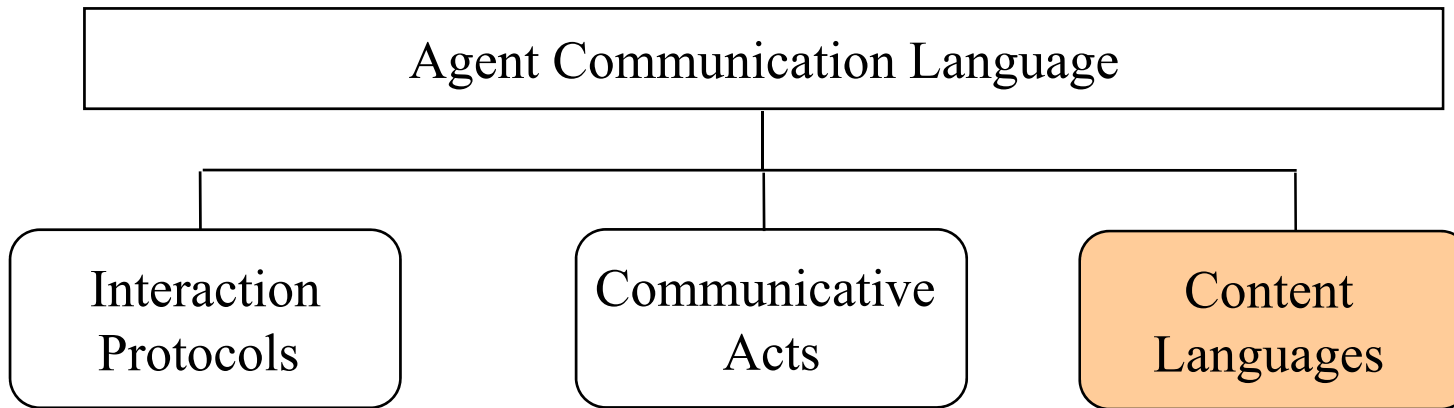 Agent Communication Language
Interaction
Protocols
Communicative
Acts
Content
Languages